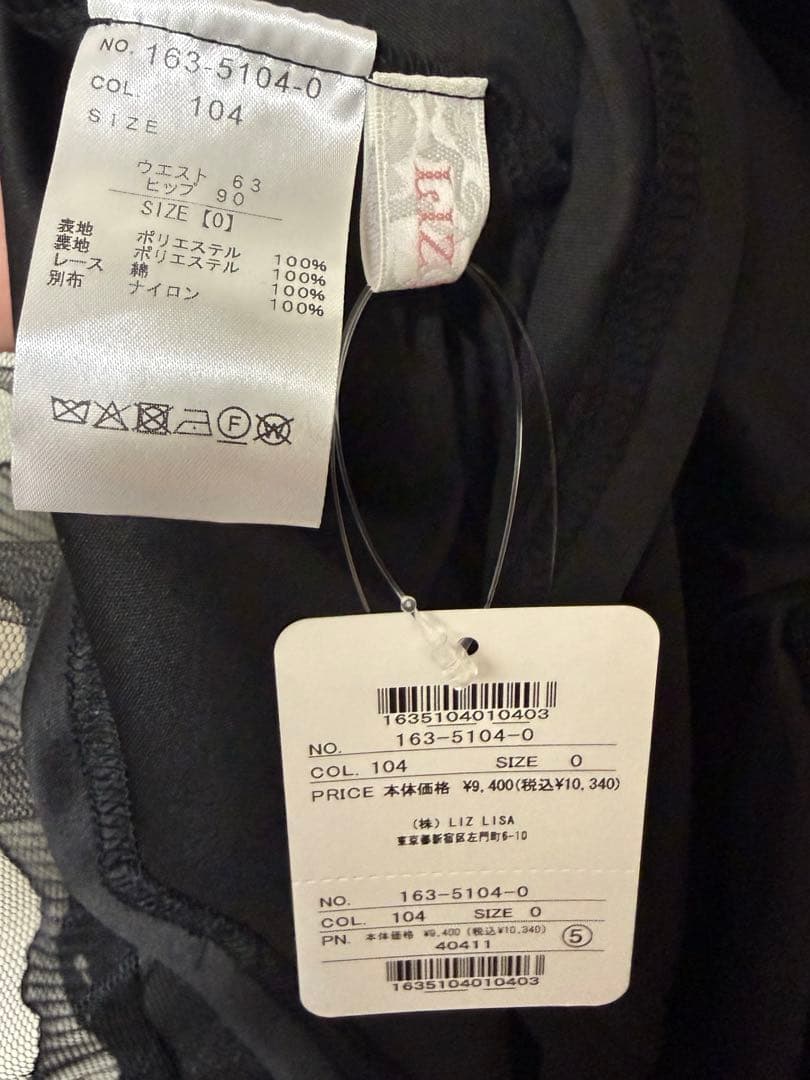 NO. 163-5104-0
COL. 104
SIZE
ウエスト 63
ヒップ 90
SIZE【0】
表地 ポリエステル 100%
裏地 ポリエステル 100%
レース 綿 100%
別布 ナイロン 100%
F
W
LIZ
1635104010403
NO. 163-5104-0
COL. 104 SIZE 0
PRICE 本体価格 ¥9,400(税込¥10,340)
(株) LIZ LISA
東京都新宿区左門町6-10
NO. 163-5104-0
COL. 104 SIZE 0
PN. 本体価格 ¥9,400 (税込¥10,340)
40411 ⑤
1635104010403